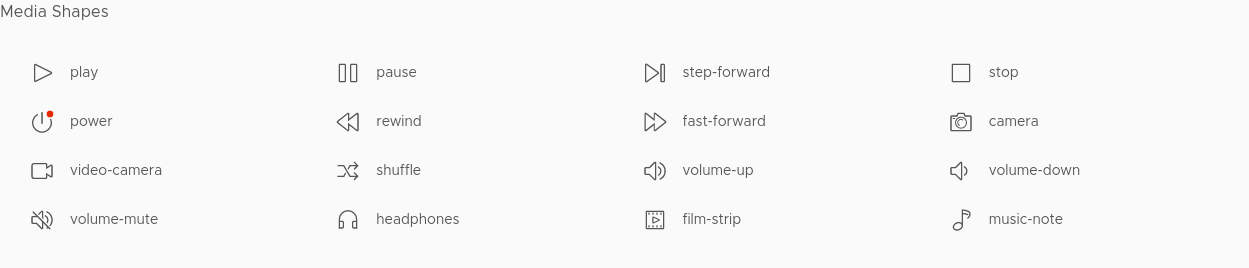 Media Shapes
play pause step-forward stop
power rewind fast-forward camera
video-camera shuffle volume-up volume-down
volume-mute headphones film-strip music-note